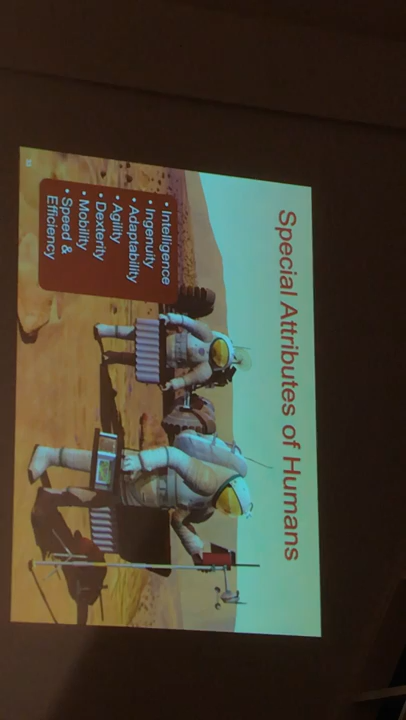 Special Attributes of Humans
• Intelligence
• Ingenuity
• Adaptability
• Agility
• Dexterity
• Mobility
• Speed &
Efficiency